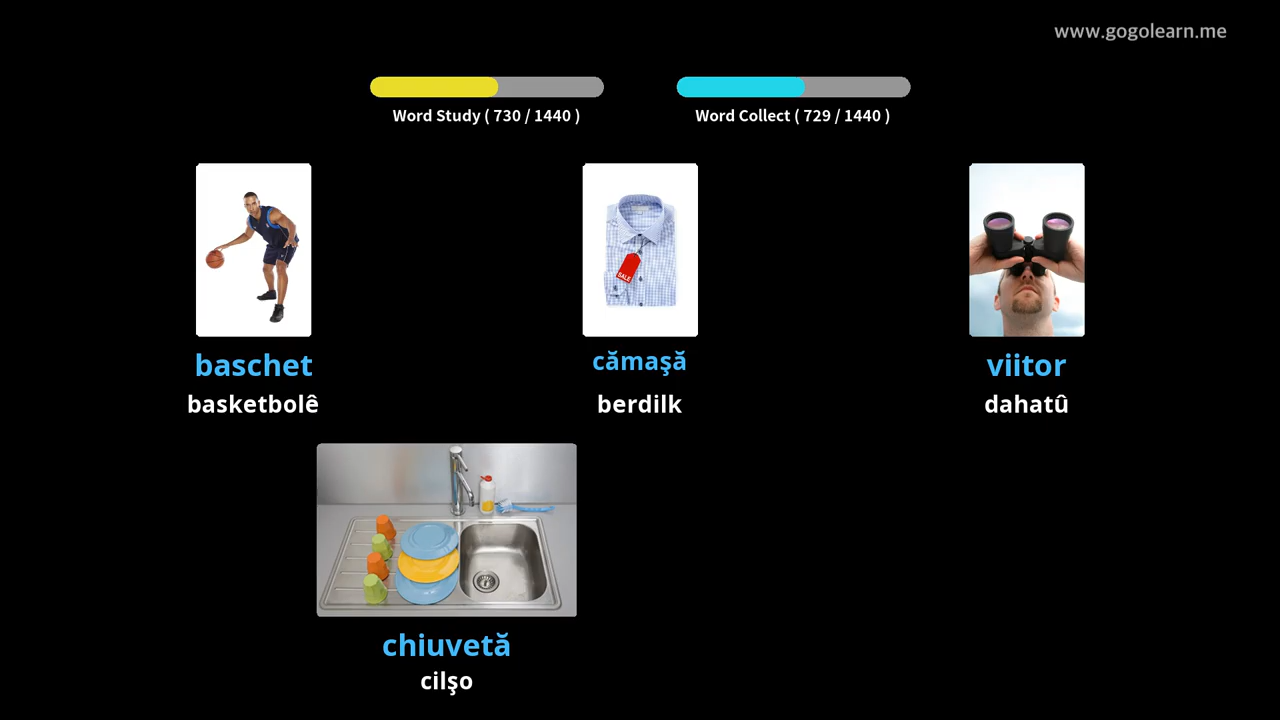 www.gogolearn.me
Word Study ( 730 / 1440 )
Word Collect ( 729 / 1440 )
SALE
baschet
cămaşă
viitor
basketbolê
berdilk
dahatû
chiuvetă
cilşo